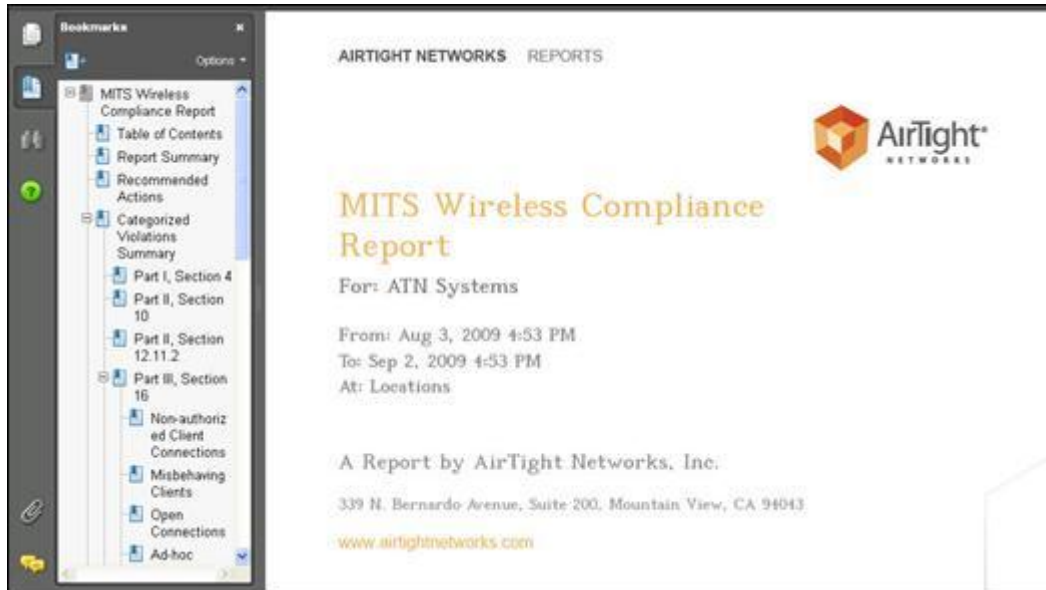 Bookmarks
Options
MITS Wireless
Compliance Report
Table of Contents
Report Summary
Recommended
Actions
Categorized
Violations
Summary
Part I, Section 4
Part II, Section
10
Part II, Section
12.11.2
Part III, Section
16
Non-authoriz
ed Client
Connections
Misbehaving
Clients
Open
Connections
Ad-hoc
AIRTIGHT NETWORKS REPORTS
AirTight
NETWORKS
MITS Wireless Compliance
Report
For: ATN Systems
From: Aug 3, 2009 4:53 PM
To: Sep 2, 2009 4:53 PM
At: Locations
A Report by AirTight Networks, Inc.
339 N. Bernardo Avenue, Suite 200, Mountain View, CA 94043
www.airtightnetworks.com